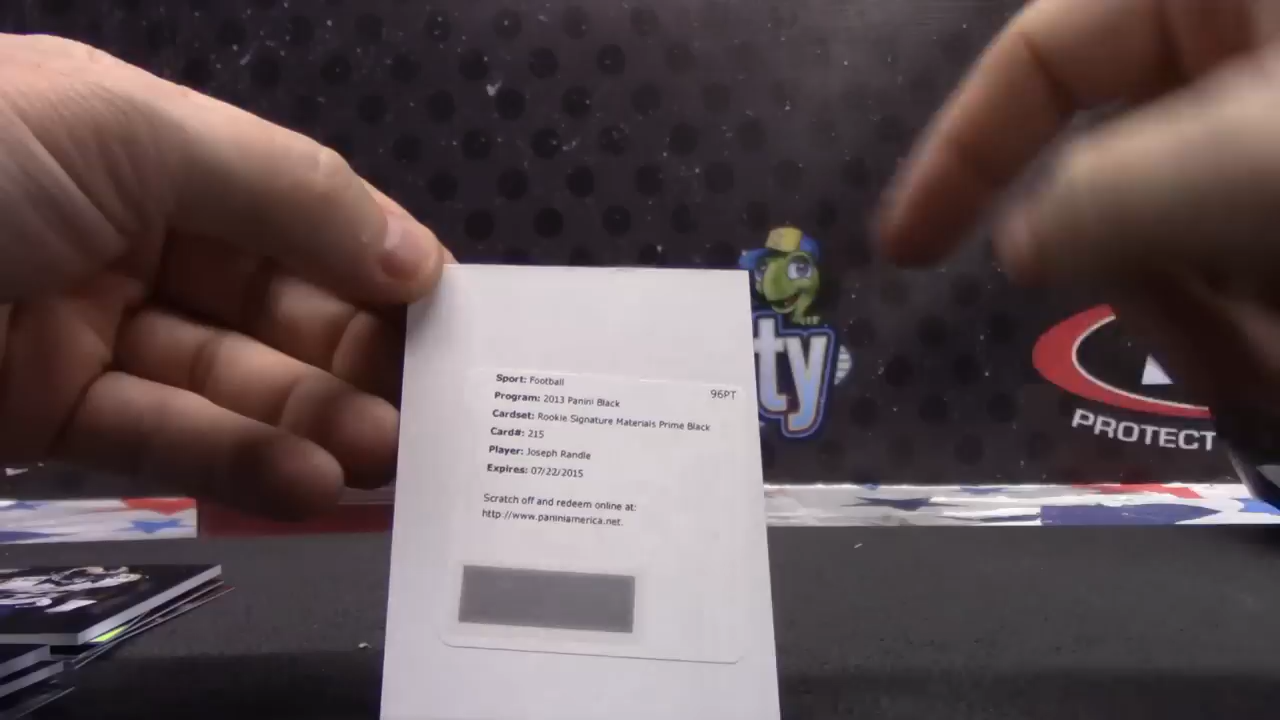 Sport: Football
96PT
Program: 2013 Panini Black
Cardset: Rookie Signature Materials Prime Black
Card#: 215
Player: Joseph Randle
Expires: 07/22/2015
Scratch off and redeem online at:
http://www.paniniamerica.net.
ty
PROTECT